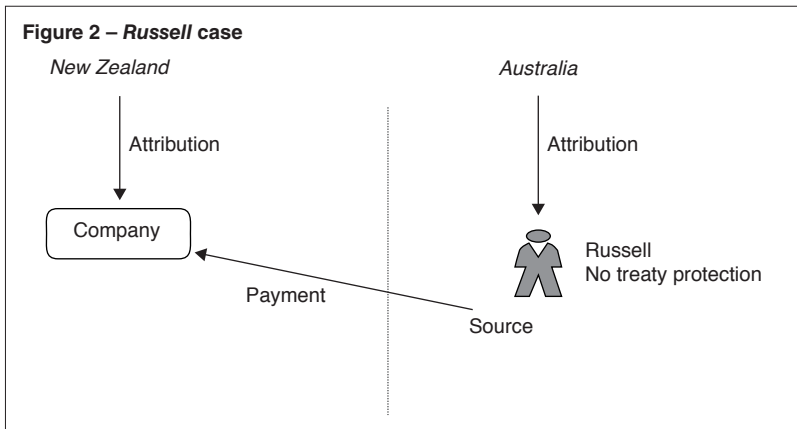 Figure 2 – Russell case
New Zealand
Australia
Attribution
Attribution
Company
Russell
No treaty protection
Payment
Source